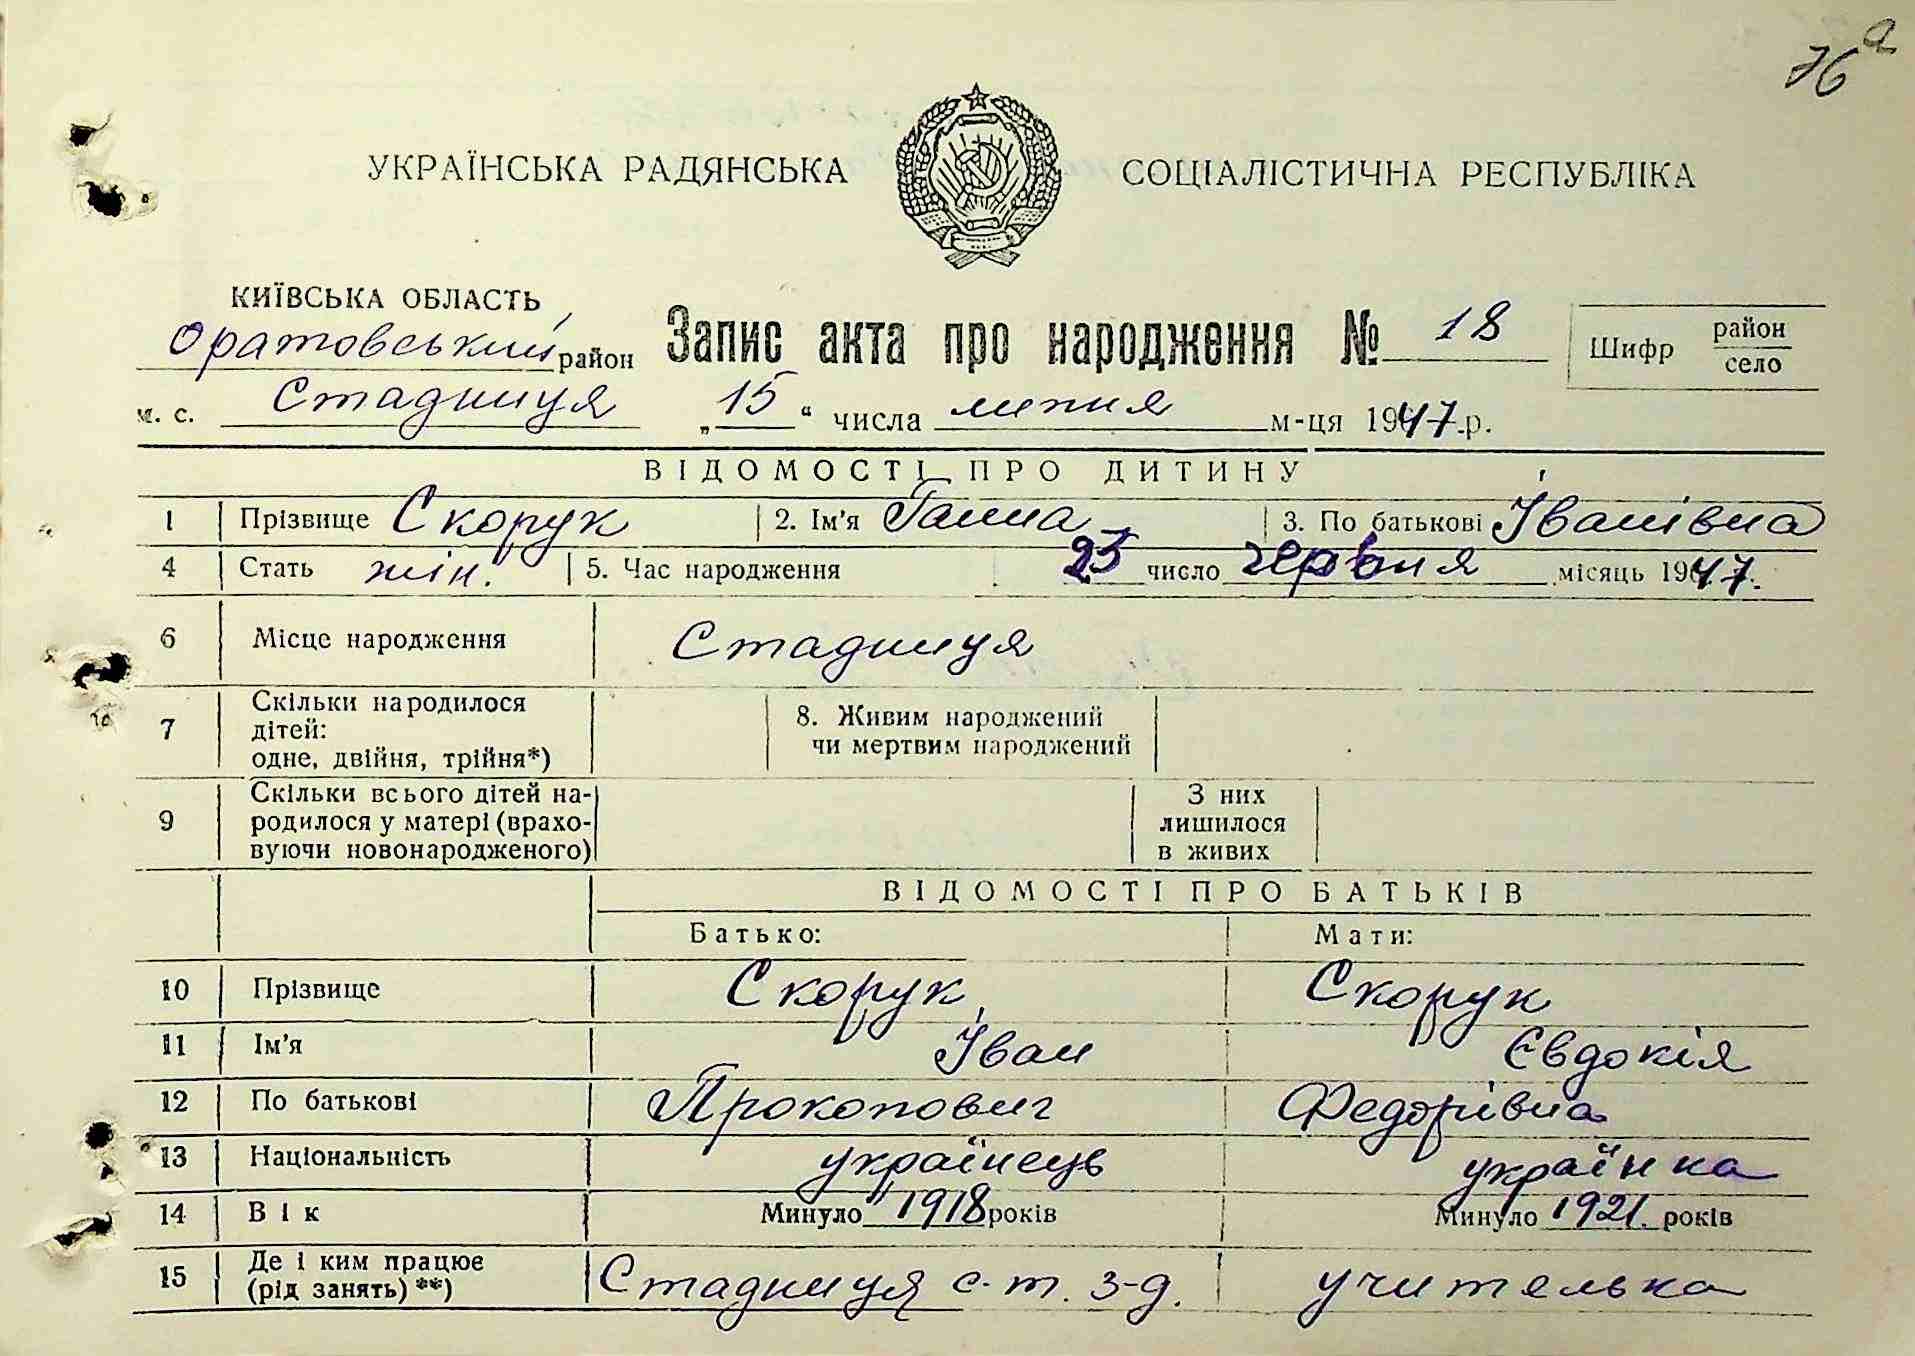 76 а
УКРАЇНСЬКА РАДЯНСЬКА СОЦІАЛІСТИЧНА РЕСПУБЛІКА
КИЇВСЬКА ОБЛАСТЬ
Оратовський район Запис акта про народження № 18 Шифр район село
м. с. Стадниця „15“ числа липня м-ця 1947 р.
ВІДОМОСТІ ПРО ДИТИНУ
1 Прізвище Скорук 2. Ім'я Ганна 3. По батькові Іванівна
4 Стать жін. 5. Час народження 25 число червня місяць 1947.
6 Місце народження Стадниця
7 Скільки народилося дітей: одне, двійня, трійня*) 8. Живим народжений чи мертвим народжений
9 Скільки всього дітей народилося у матері (враховуючи новонародженого) З них лишилося в живих
ВІДОМОСТІ ПРО БАТЬКІВ
Батько: Мати:
10 Прізвище Скорук Скорук
11 Ім'я Іван Євдокія
12 По батькові Прокопович Федорівна
13 Національність українець українка
14 Вік Минуло 1918 років Минуло 1921. років
15 Де і ким працює (рід занять) **) Стадниця с-т. з-д. учителька